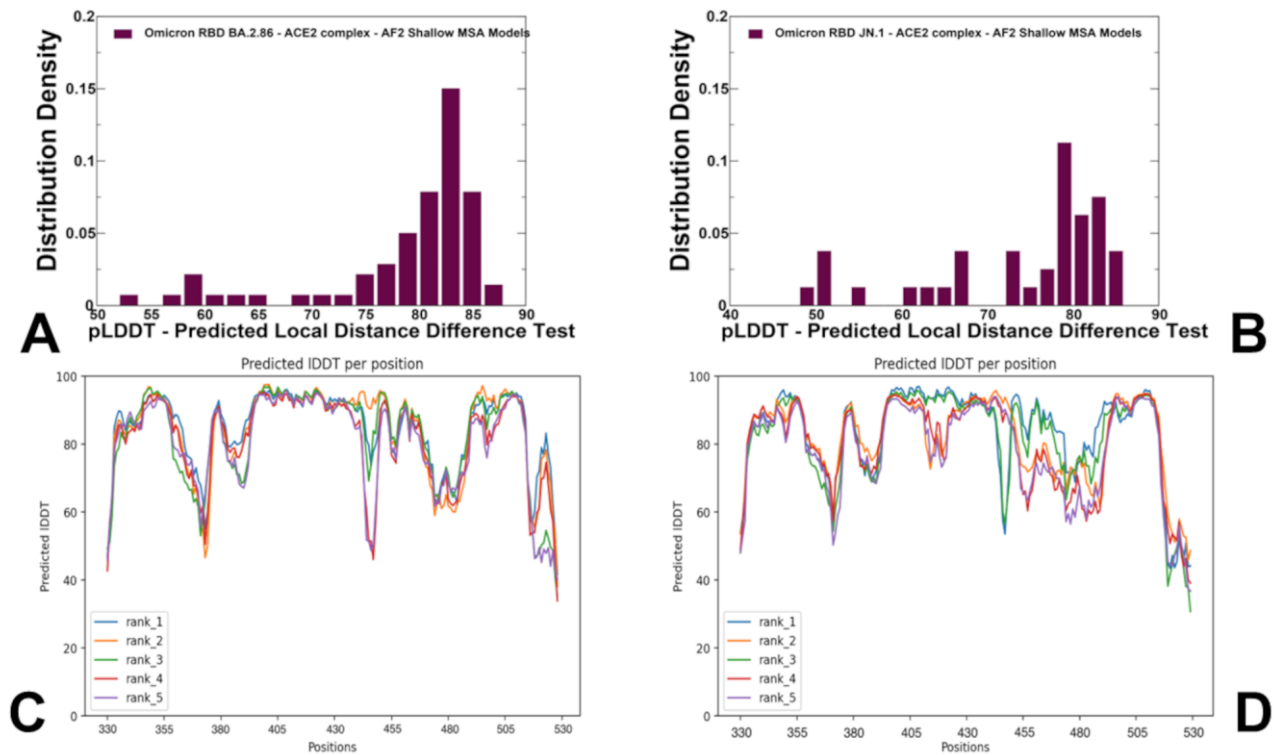 0.2
Omicron RBD BA.2.86 - ACE2 complex - AF2 Shallow MSA Models
0.15
0.1
0.05
0
Distribution Density
50 55 60 65 70 75 80 85 90
pLDDT - Predicted Local Distance Difference Test
A
0.2
Omicron RBD JN.1 - ACE2 complex - AF2 Shallow MSA Models
0.15
0.1
0.05
0
Distribution Density
40 50 60 70 80 90
pLDDT - Predicted Local Distance Difference Test
B
Predicted lDDT per position
100
80
60
40
20
0
Predicted lDDT
rank_1
rank_2
rank_3
rank_4
rank_5
330 355 380 405 430 455 480 505 530
Positions
C
Predicted lDDT per position
100
80
60
40
20
0
Predicted lDDT
rank_1
rank_2
rank_3
rank_4
rank_5
330 355 380 405 430 455 480 505 530
Positions
D